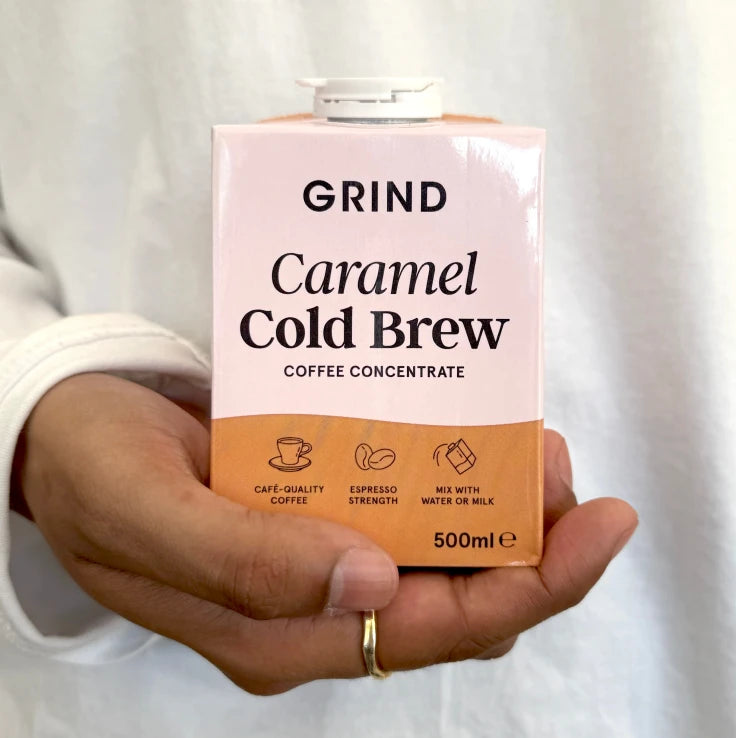 GRIND
Caramel
Cold Brew
COFFEE CONCENTRATE
CAFÉ-QUALITY
COFFEE
ESPRESSO
STRENGTH
MIX WITH
WATER OR MILK
500ml ℮